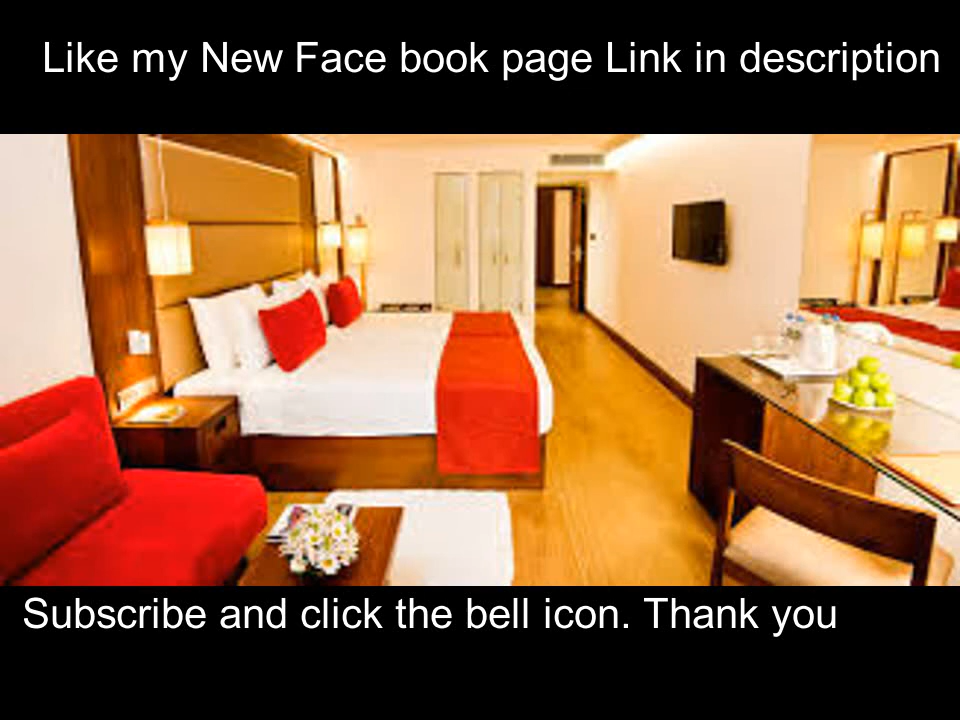 Like my New Face book page Link in description
Subscribe and click the bell icon. Thank you